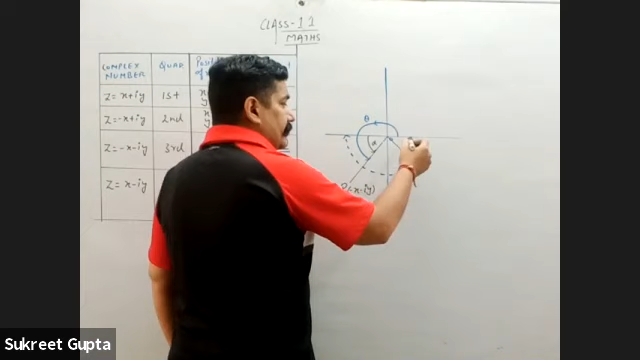 CLASS-11
MATHS
COMPLEX NUMBER
QUAD
Z = x+iy
1st
x
y
Z = -x+iy
2nd
x
y
Z = -x-iy
3rd
Z = x-iy
θ
α
P(-x-iy)
Sukreet Gupta